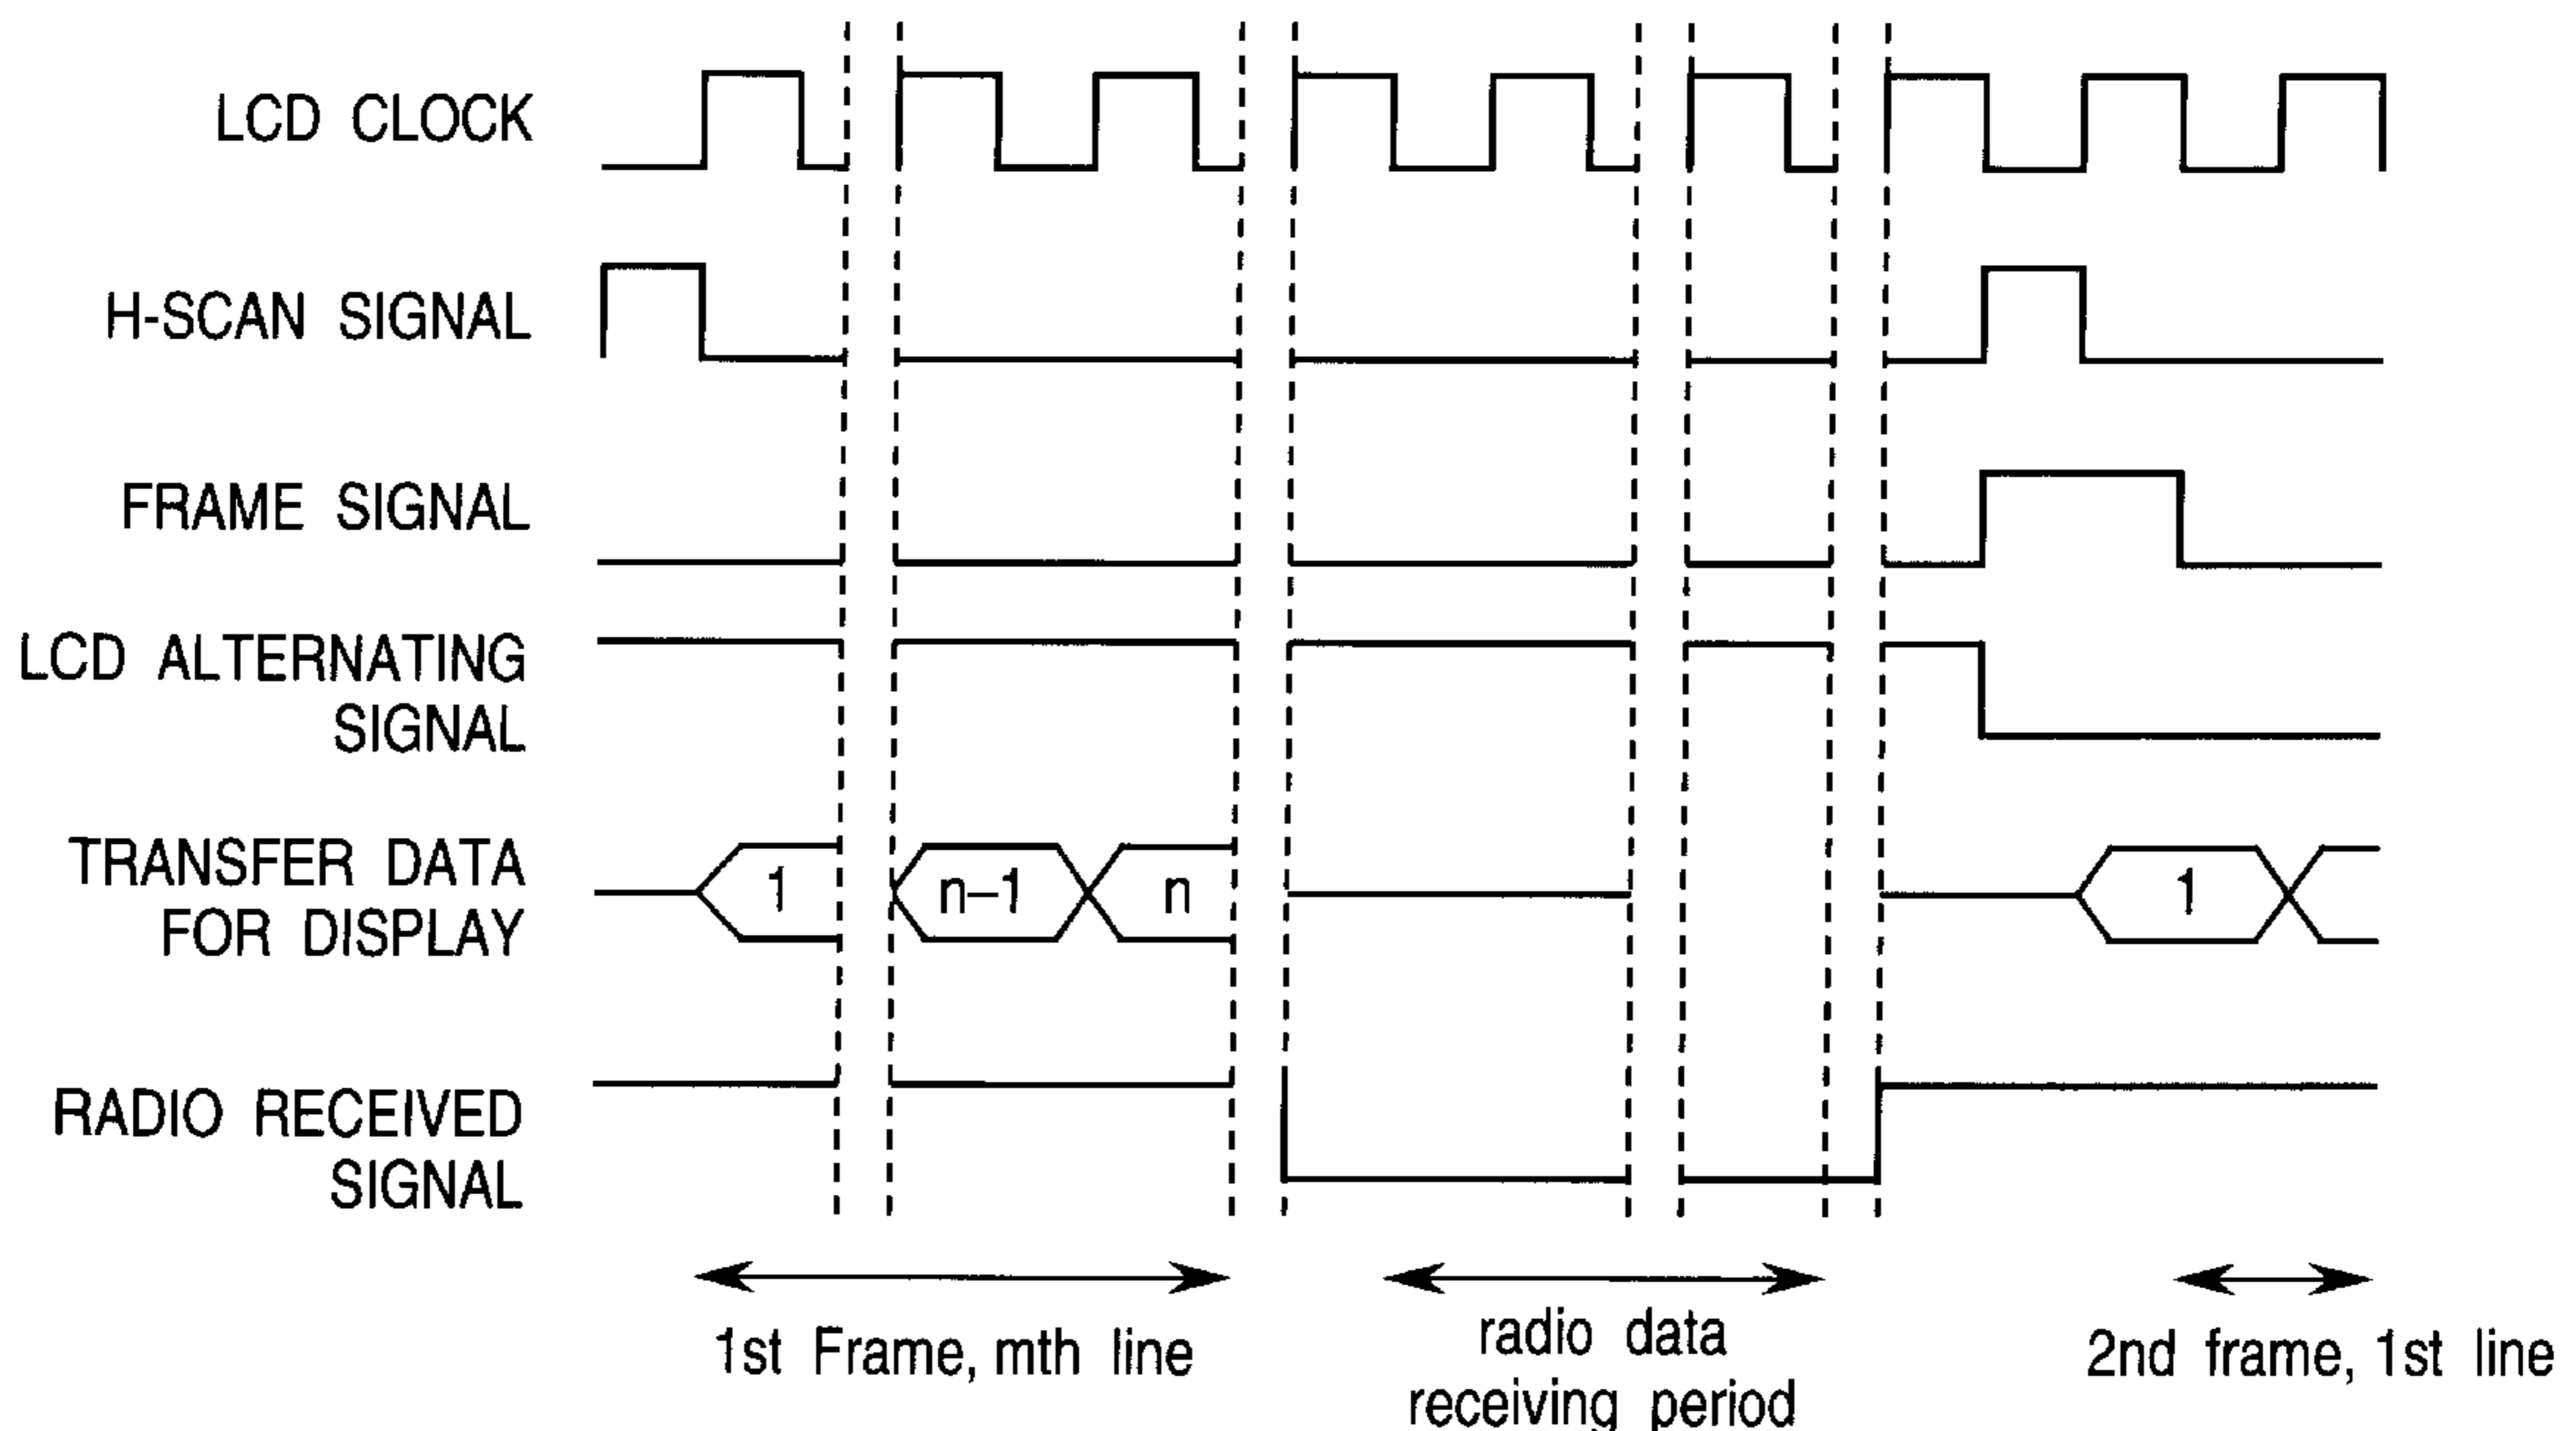 LCD CLOCK
H-SCAN SIGNAL
FRAME SIGNAL
LCD ALTERNATING
SIGNAL
TRANSFER DATA
FOR DISPLAY
1
n–1
n
1
RADIO RECEIVED
SIGNAL
1st Frame, mth line
radio data
receiving period
2nd frame, 1st line